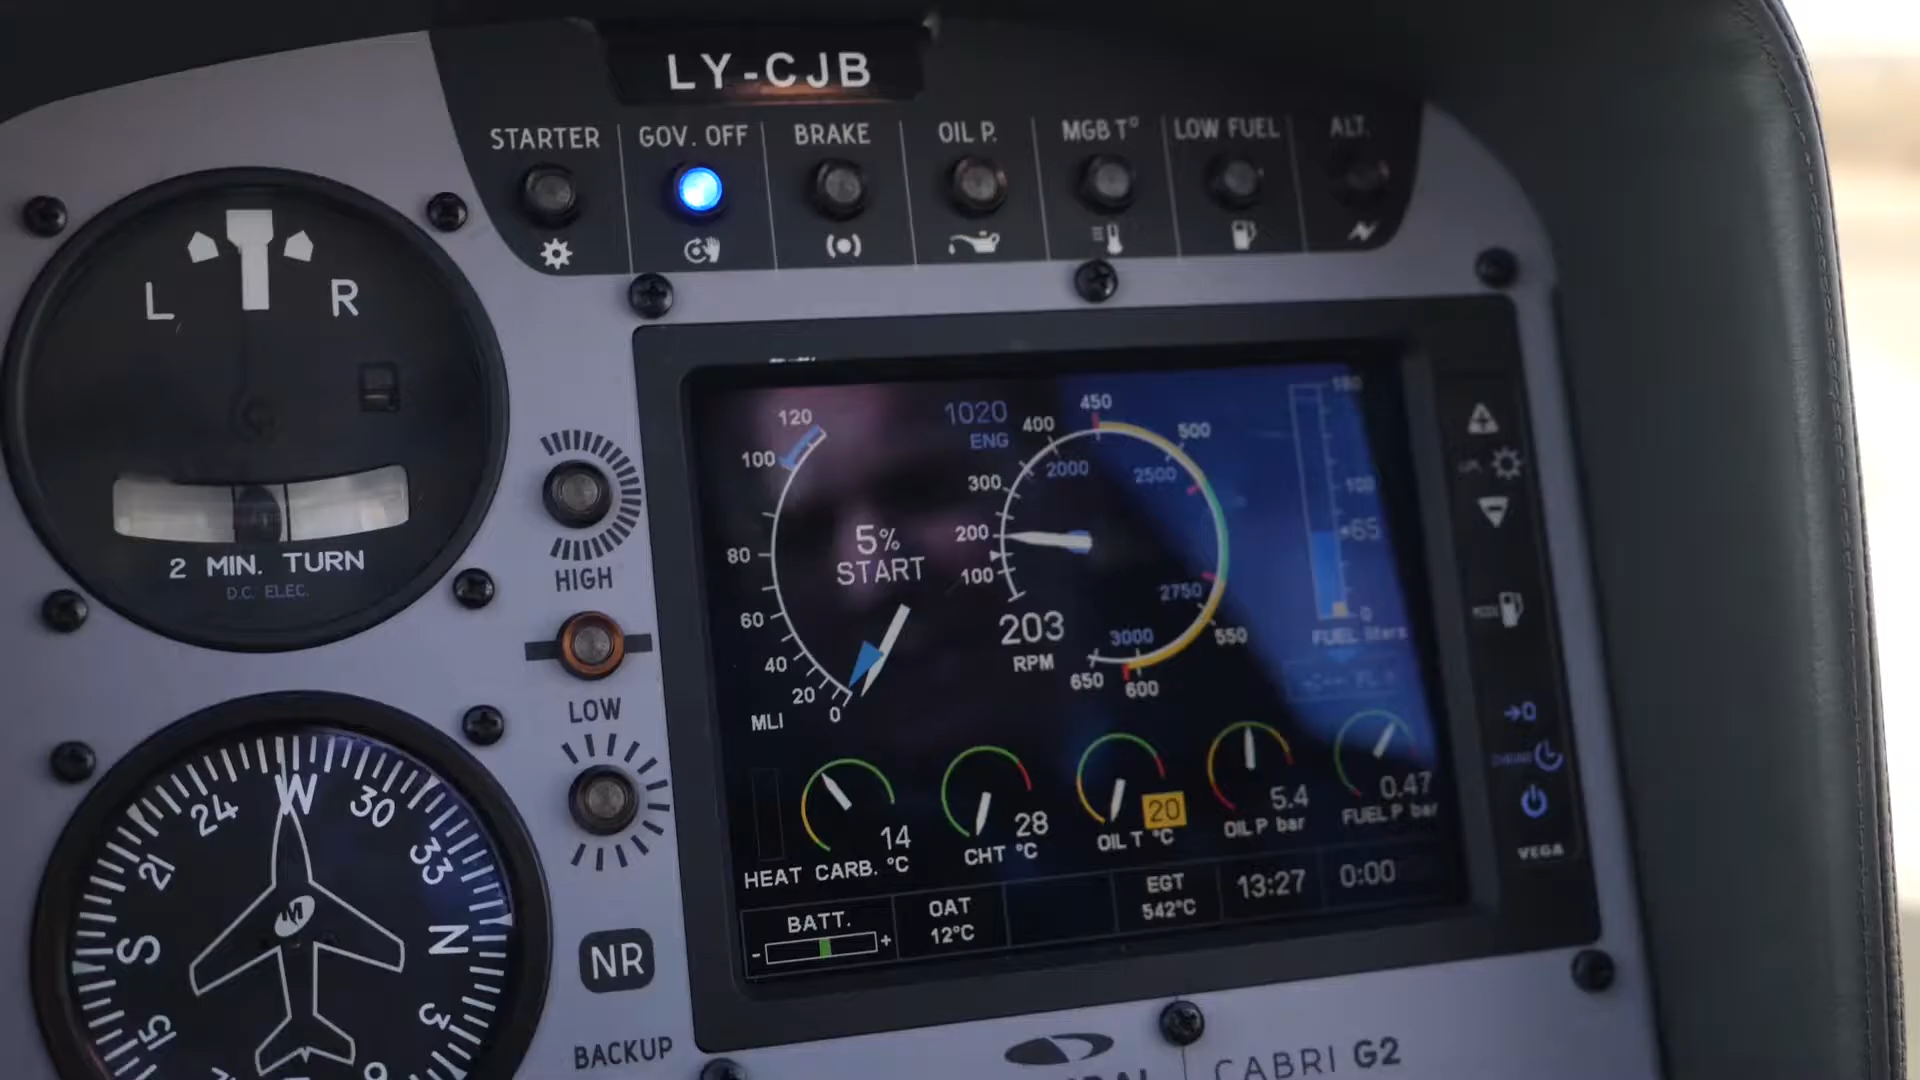 LY-CJB
STARTER GOV. OFF BRAKE OIL P. MGB T° LOW FUEL ALT.
L R
2 MIN. TURN
D.C. ELEC.
HIGH
LOW
NR
BACKUP
120
100
80
60
40
20
0
MLI
5%
START
1020
ENG
450
400
500
300
200
100
2000
2500
2750
3000
550
600
650
203
RPM
180
100
65
0
FUEL liters
14
HEAT CARB. °C
28
CHT °C
20
OIL T °C
5.4
OIL P bar
0.47
FUEL P bar
BATT.
- +
OAT
12°C
EGT
542°C
13:27
0:00
→0
VEGA
W
24 30
21 33
S N
15 3
M
CABRI G2